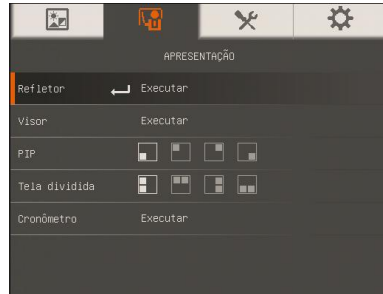 APRESENTAÇÃO
Refletor Executar
Visor Executar
PIP
Tela dividida
Cronômetro Executar